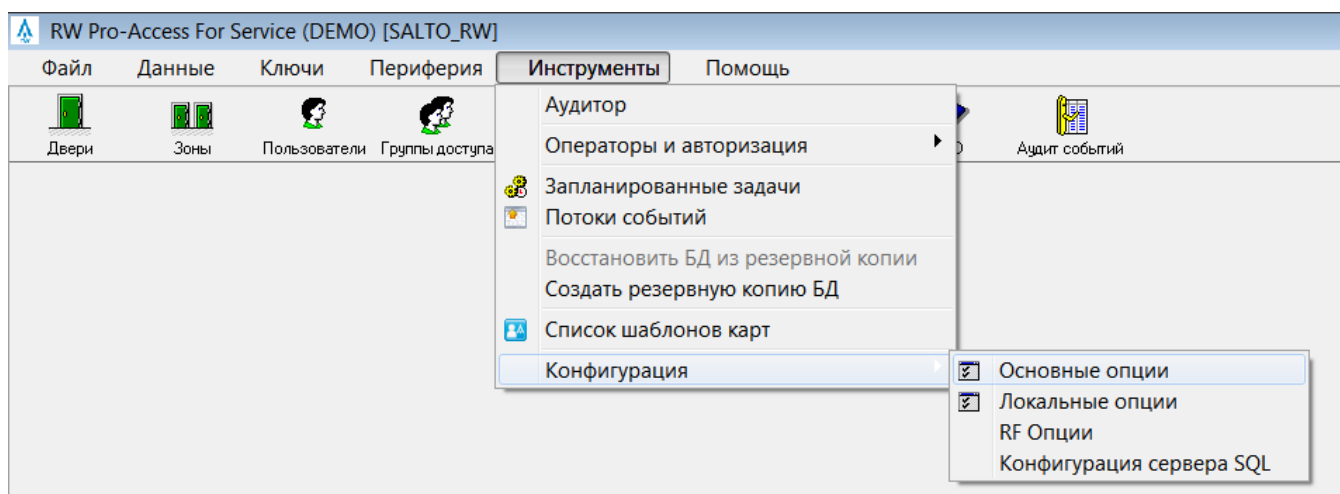 RW Pro-Access For Service (DEMO) [SALTO_RW]
Файл Данные Ключи Периферия Инструменты Помощь
Двери Зоны Пользователи Группы доступа Аудит событий
Аудитор
Операторы и авторизация
Запланированные задачи
Потоки событий
Восстановить БД из резервной копии
Создать резервную копию БД
Список шаблонов карт
Конфигурация
Основные опции
Локальные опции
RF Опции
Конфигурация сервера SQL